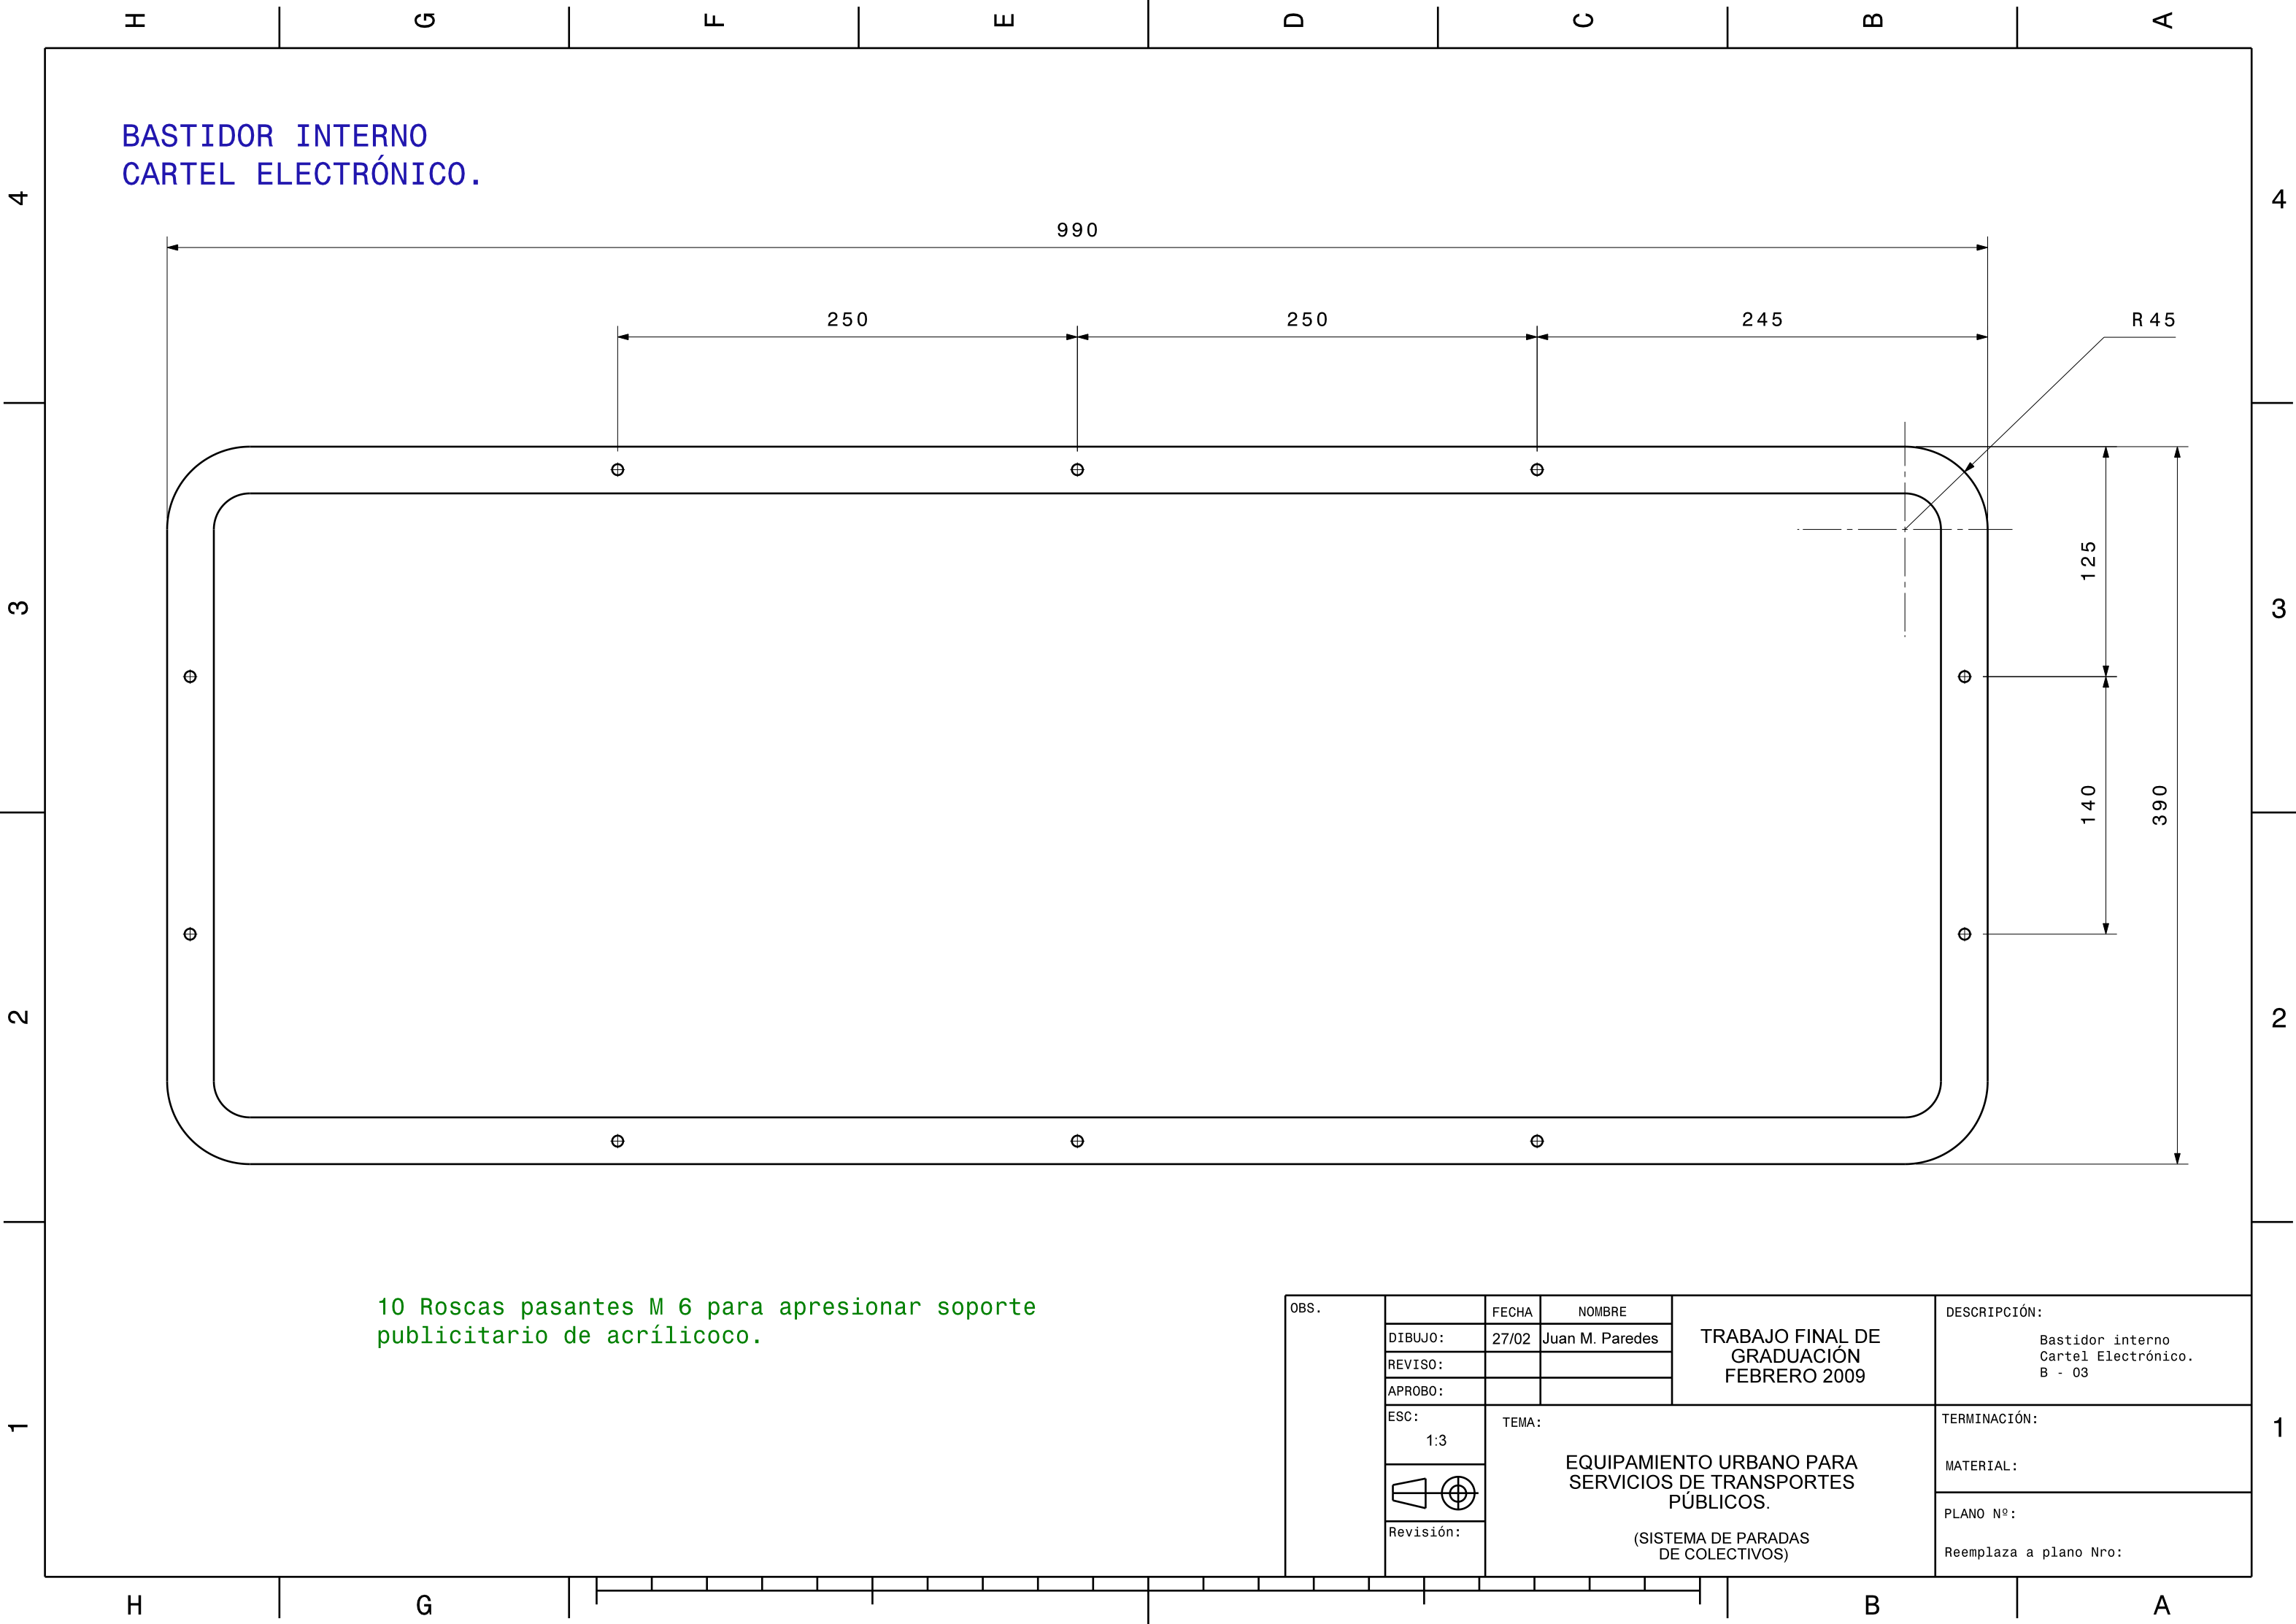 H G F E D C B A
BASTIDOR INTERNO
CARTEL ELECTRÓNICO.
4 4
990
250 250 245 R 45
125
3 3
140 390
2 2
10 Roscas pasantes M 6 para apresionar soporte
publicitario de acrílicoco.
1 1
OBS.
FECHA NOMBRE
DIBUJO: 27/02 Juan M. Paredes
REVISO:
APROBO:
TRABAJO FINAL DE
GRADUACIÓN
FEBRERO 2009
DESCRIPCIÓN:
Bastidor interno
Cartel Electrónico.
B - 03
ESC:
1:3
Revisión:
TEMA:
EQUIPAMIENTO URBANO PARA
SERVICIOS DE TRANSPORTES
PÚBLICOS.
(SISTEMA DE PARADAS
DE COLECTIVOS)
TERMINACIÓN:
MATERIAL:
PLANO Nº:
Reemplaza a plano Nro:
H G B A